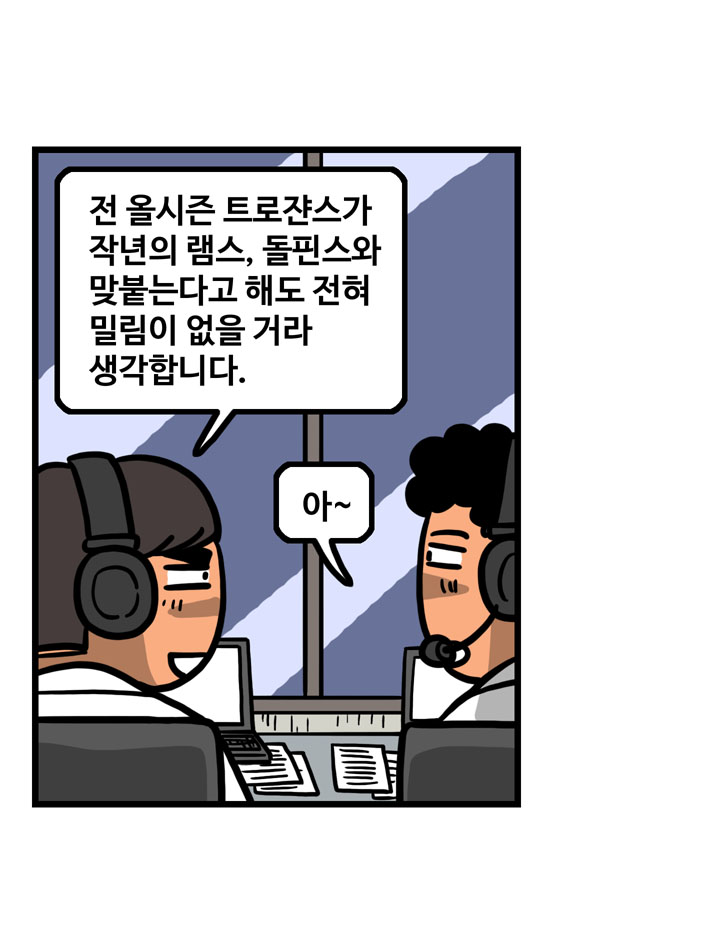 전 올시즌 트로쟌스가
작년의 램스, 돌핀스와
맞붙는다고 해도 전혀
밀림이 없을 거라
생각합니다.
아~